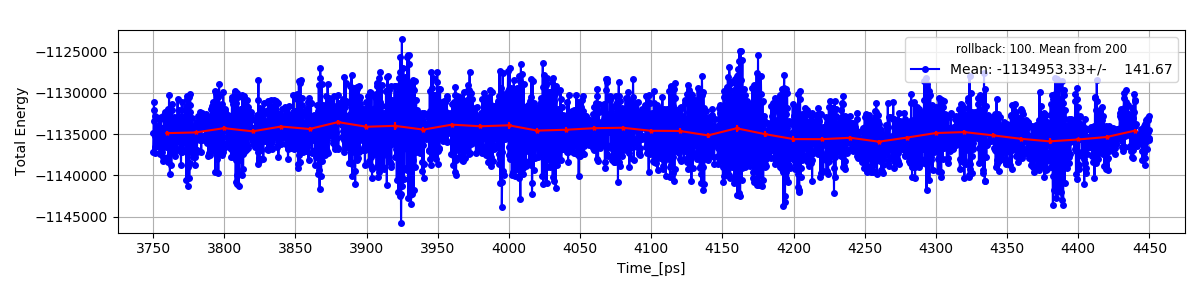 rollback: 100. Mean from 200
Mean: -1134953.33+/- 141.67
Total Energy
−1125000
−1130000
−1135000
−1140000
−1145000
3750 3800 3850 3900 3950 4000 4050 4100 4150 4200 4250 4300 4350 4400 4450
Time_[ps]